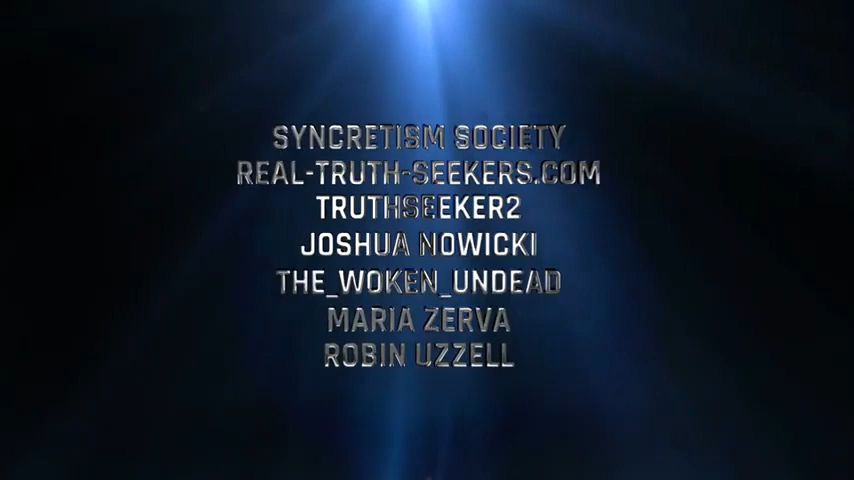 SYNCRETISM SOCIETY
REAL-TRUTH-SEEKERS.COM
TRUTHSEEKER2
JOSHUA NOWICKI
THE_WOKEN_UNDEAD
MARIA ZERVA
ROBIN UZZELL